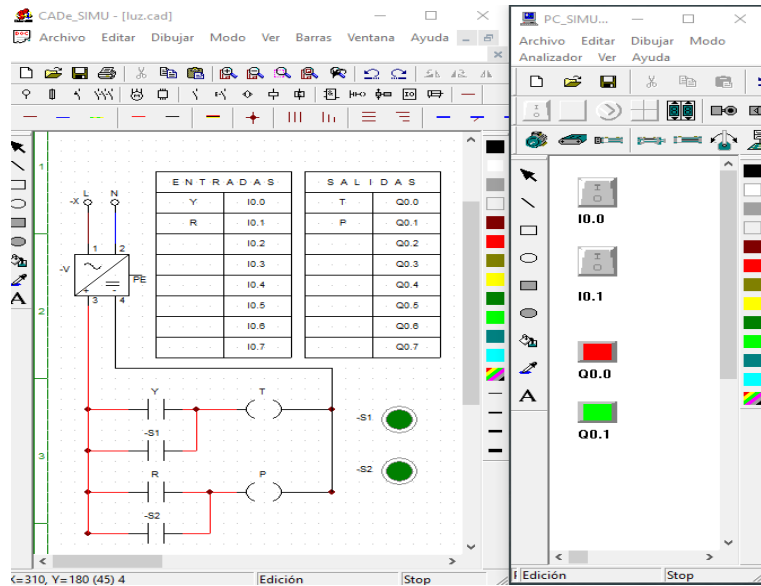 CADe_SIMU - [luz.cad]
Archivo Editar Dibujar Modo Ver Barras Ventana Ayuda
1
2
3
-X L N
1 2
-V
PE
3 4
ENTRADAS
Y I0.0
R I0.1
I0.2
I0.3
I0.4
I0.5
I0.6
I0.7
SALIDAS
T Q0.0
P Q0.1
Q0.2
Q0.3
Q0.4
Q0.5
Q0.6
Q0.7
Y T
-S1
R P
-S2
-S1
-S2
X=310, Y=180 (45) 4 Edición Stop
PC_SIMU...
Archivo Editar Dibujar Modo
Analizador Ver Ayuda
I0.0
I0.1
Q0.0
Q0.1
A
A
Edición Stop